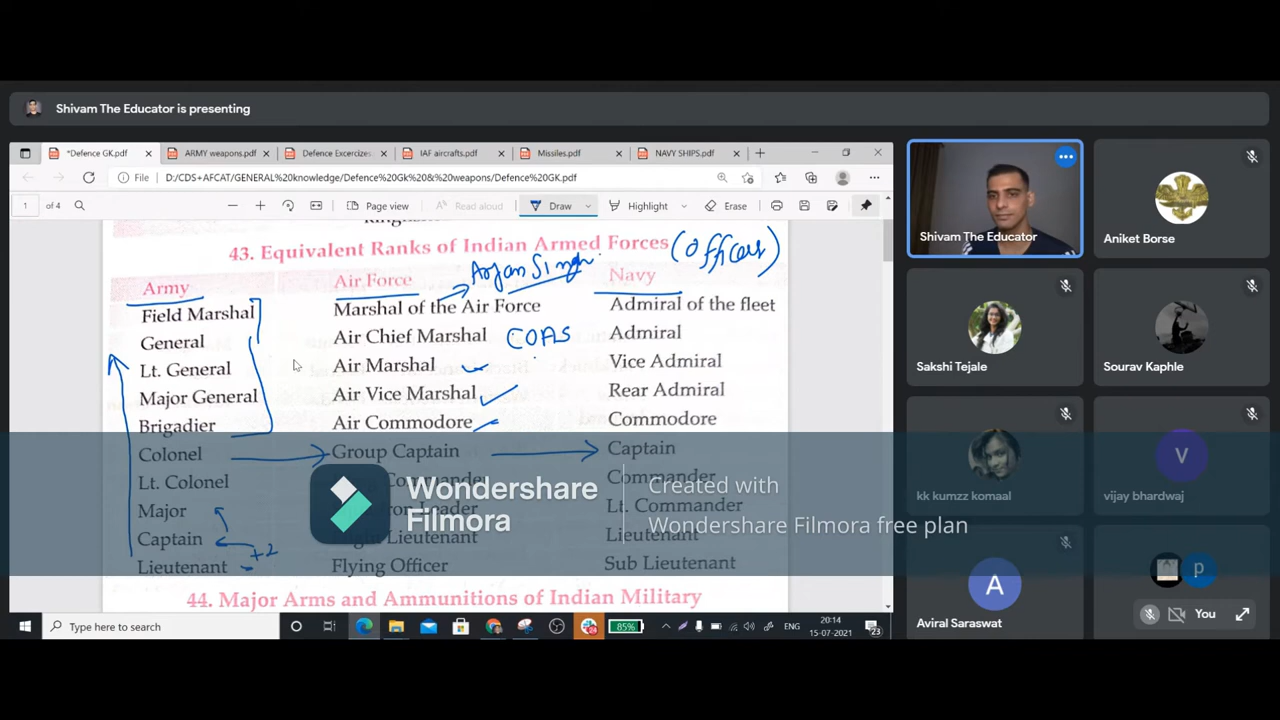 Shivam The Educator is presenting
*Defence GK.pdf
ARMY weapons.pdf
Defence Excercizes
IAF aircrafts.pdf
Missiles.pdf
NAVY SHIPS.pdf
File
D:/CDS+AFCAT/GENERAL%20knowledge/Defence%20Gk%20&%20weapons/Defence%20GK.pdf
1 of 4
Page view
Read aloud
Draw
Highlight
Erase
43. Equivalent Ranks of Indian Armed Forces (Officers)
Arjan Singh
Army Air Force Navy
Field Marshal Marshal of the Air Force Admiral of the fleet
General Air Chief Marshal COAS Admiral
Lt. General Air Marshal Vice Admiral
Major General Air Vice Marshal Rear Admiral
Brigadier Air Commodore Commodore
Colonel Group Captain Captain
Lt. Colonel Commander Commander
Major Leader Lt. Commander
Captain Lieutenant Lieutenant
+2
Lieutenant Flying Officer Sub Lieutenant
44. Major Arms and Ammunitions of Indian Military
Wondershare
Filmora
Created with
Wondershare Filmora free plan
Type here to search
85%
ENG
20:14
15-07-2021
23
Shivam The Educator
Aniket Borse
Sakshi Tejale
Sourav Kaphle
kk kumzz komaal
V
vijay bhardwaj
A
Aviral Saraswat
p
You